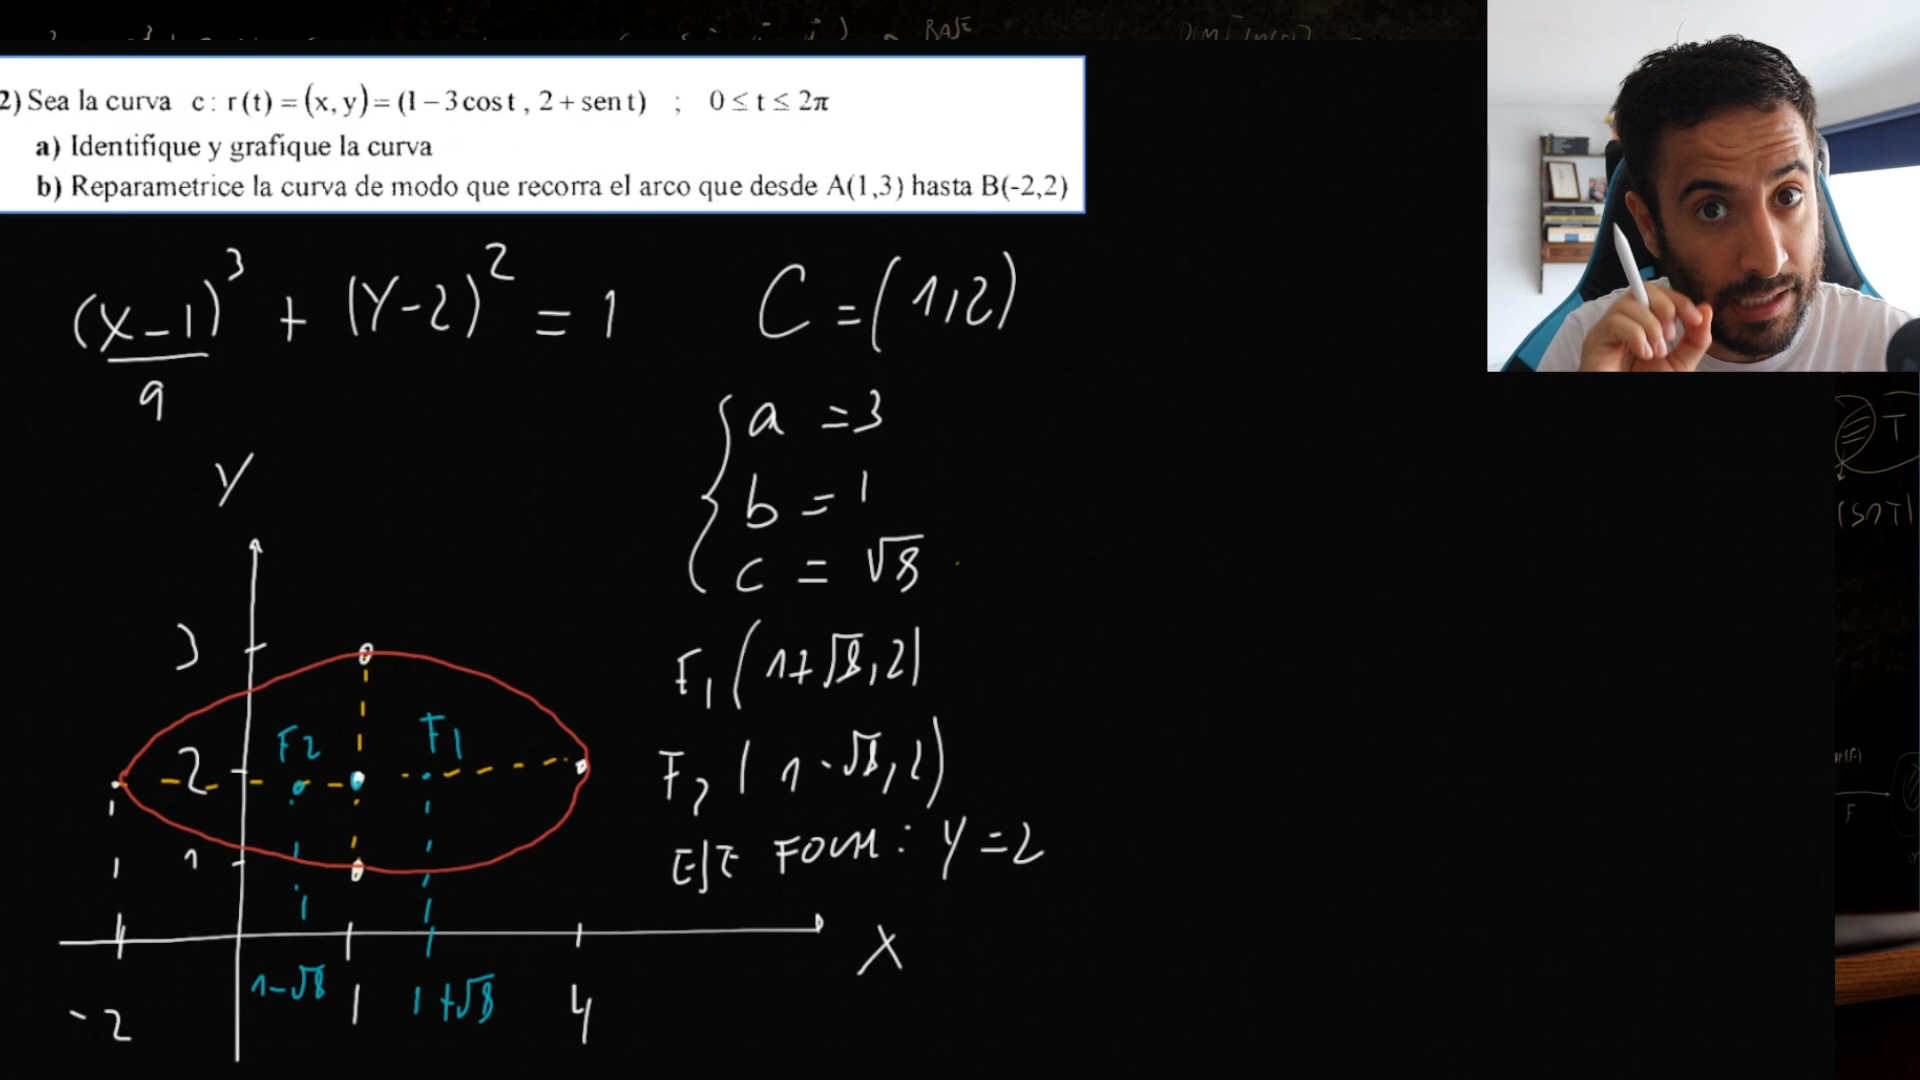 BASE
2) Sea la curva c : r(t) = (x, y) = (1 − 3 cos t , 2 + sen t) ; 0 ≤ t ≤ 2π
a) Identifique y grafique la curva
b) Reparametrice la curva de modo que recorra el arco que desde A(1,3) hasta B(-2,2)
(x-1)³/9 + (y-2)² = 1
C = (1,2)
a = 3
b = 1
c = √8
F1 (1+√8, 2)
F2 (1-√8, 2)
EJE FOCAL: y = 2
y
3
2
1
F2
F1
x
-2
1-√8
1
1+√8
4
T
F